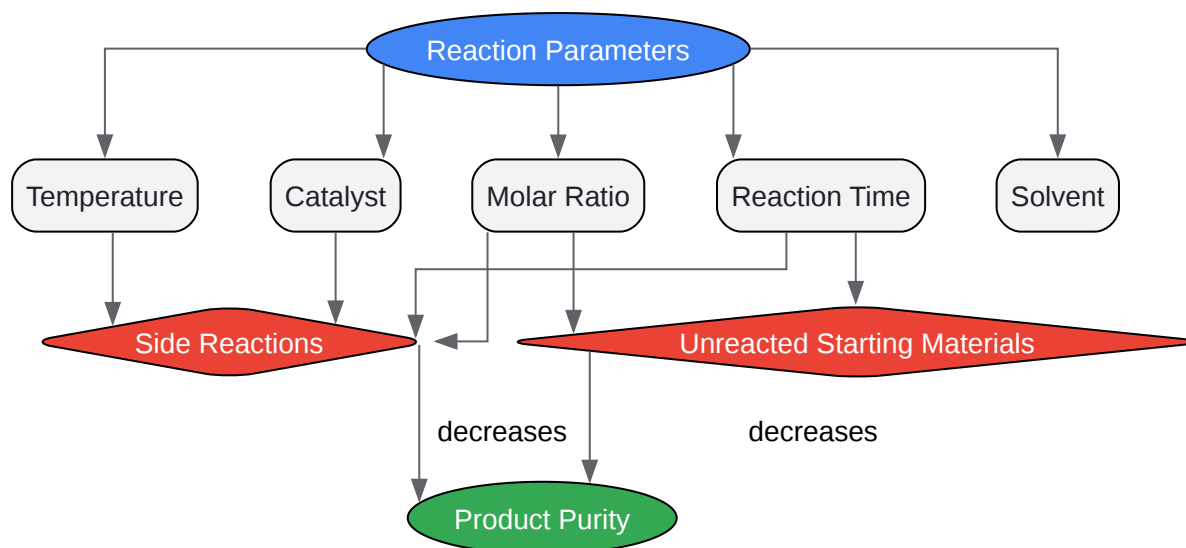 Reaction Parameters
Temperature
Catalyst
Molar Ratio
Reaction Time
Solvent
Side Reactions
Unreacted Starting Materials
decreases
decreases
Product Purity